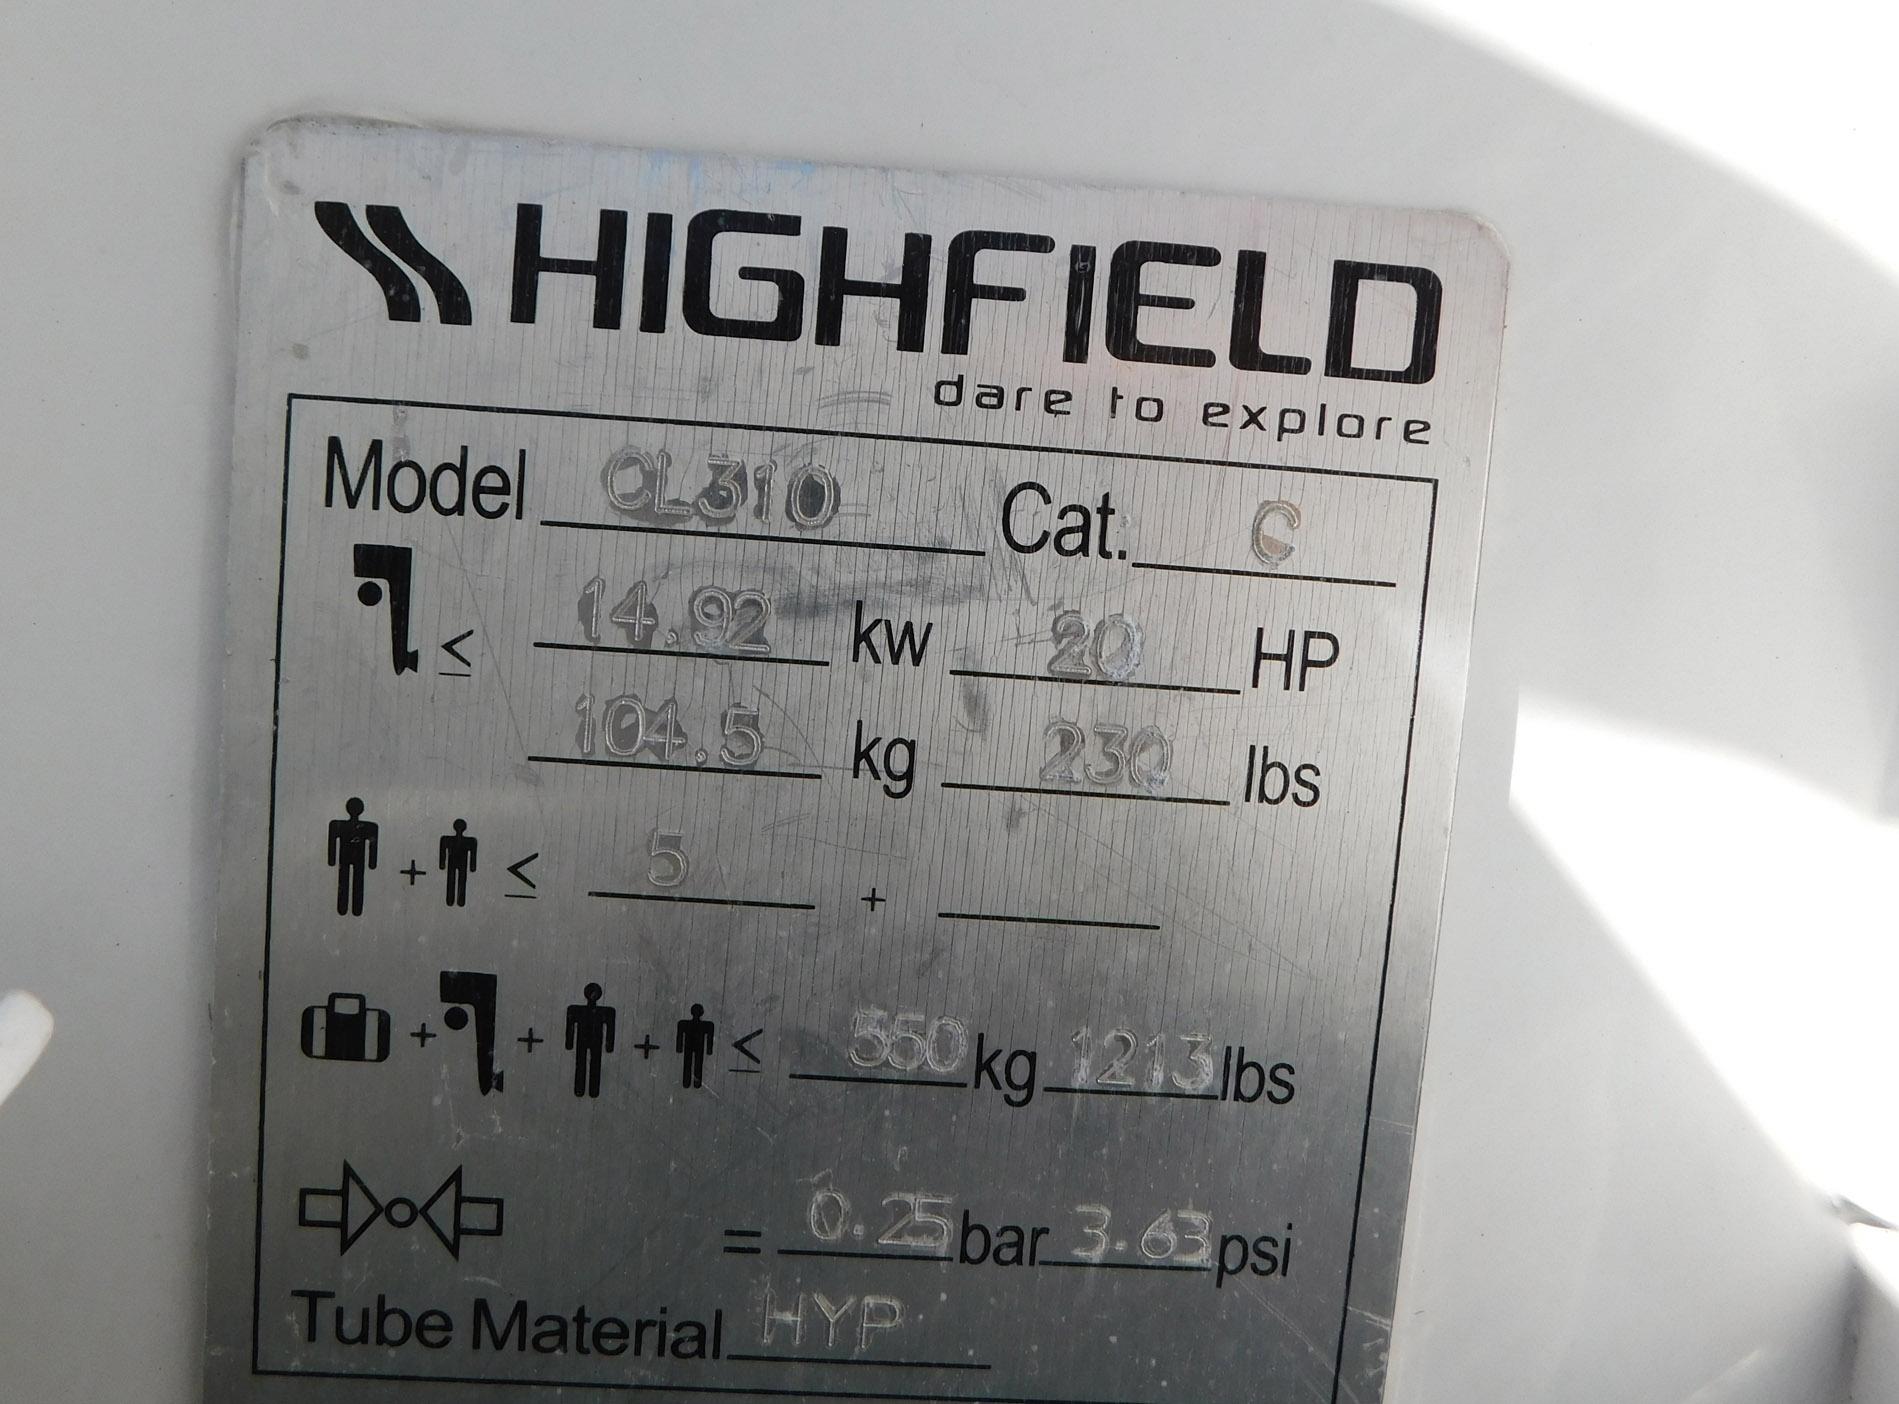 HIGHFIELD
dare to explore
Model CL310 Cat. C
≤ 14.92 kw 20 HP
104.5 kg 230 lbs
+ ≤ 5 +
+ + + ≤ 550 kg 1213 lbs
= 0.25 bar 3.63 psi
Tube Material HYP